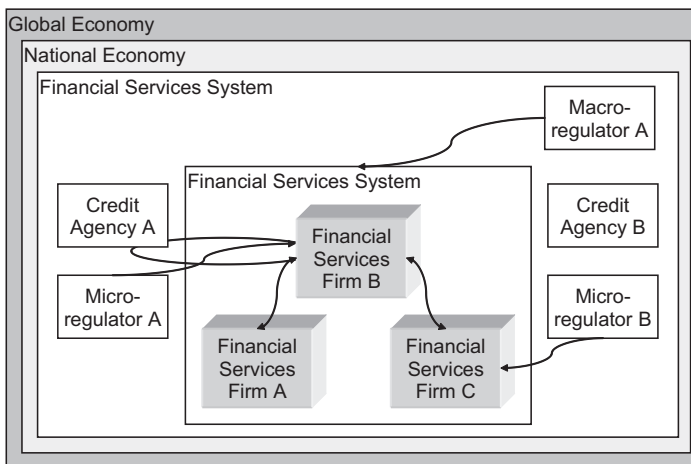 Global Economy
National Economy
Financial Services System
Macro-
regulator A
Financial Services System
Credit
Agency A
Financial
Services
Firm B
Credit
Agency B
Micro-
regulator A
Micro-
regulator B
Financial
Services
Firm A
Financial
Services
Firm C